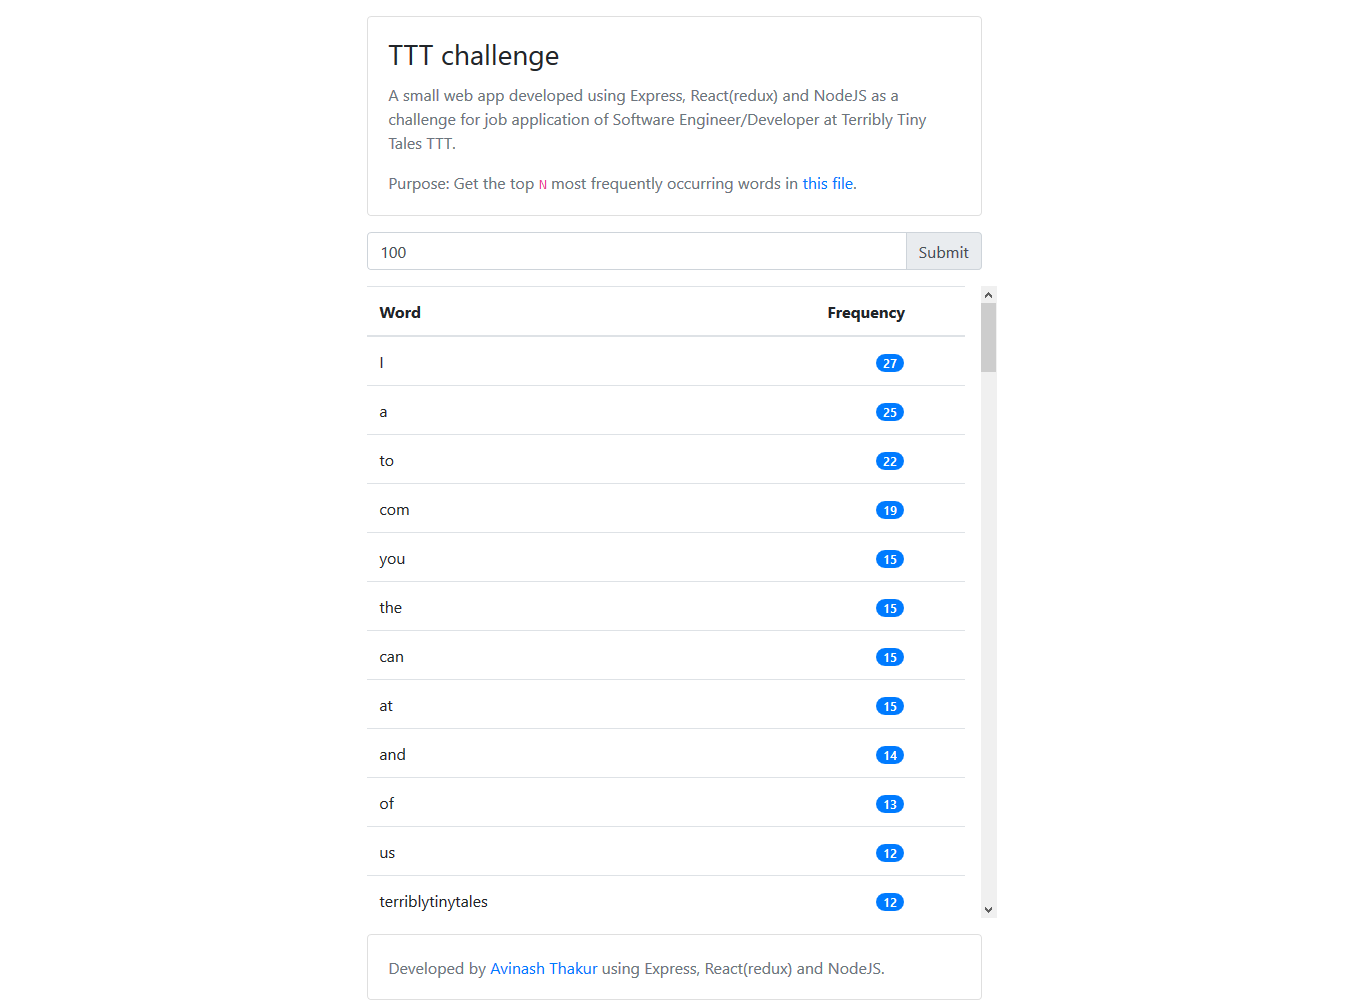 TTT challenge
A small web app developed using Express, React(redux) and NodeJS as a
challenge for job application of Software Engineer/Developer at Terribly Tiny
Tales TTT.
Purpose: Get the top N most frequently occurring words in this file.
100 Submit
Word Frequency
I 27
a 25
to 22
com 19
you 15
the 15
can 15
at 15
and 14
of 13
us 12
terriblytinytales 12
Developed by Avinash Thakur using Express, React(redux) and NodeJS.